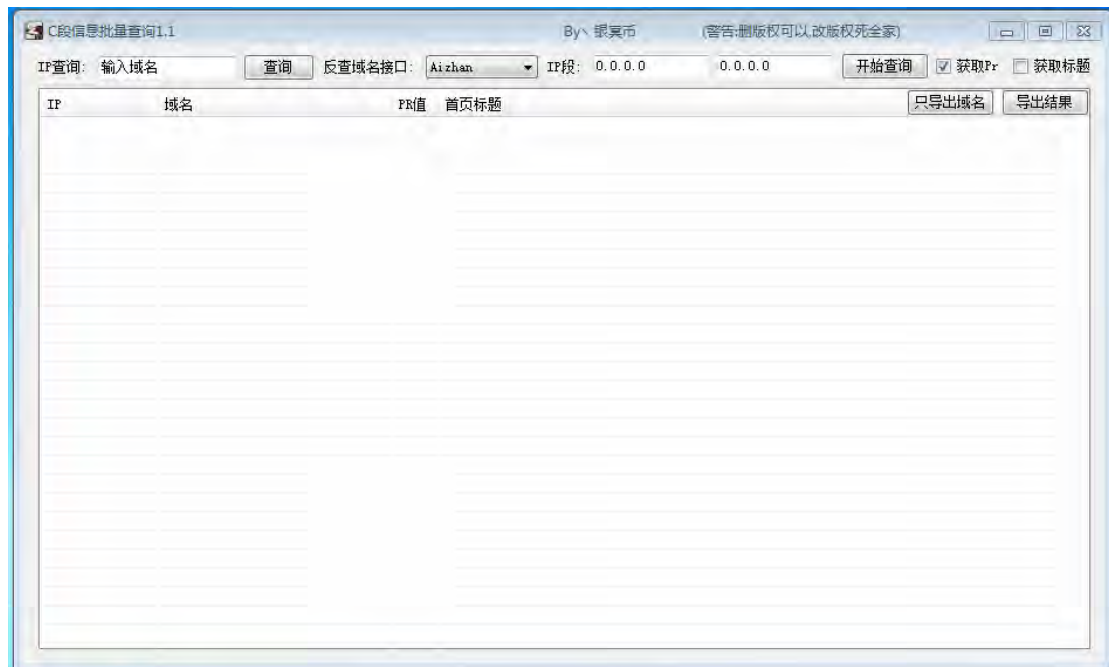 C段信息批量查询1.1 By、银冥币 (警告:删版权可以,改版权死全家)
IP查询: 输入域名 查询 反查域名接口: Aizhan IP段: 0.0.0.0 0.0.0.0 开始查询 获取Pr 获取标题
IP 域名 PR值 首页标题 只导出域名 导出结果